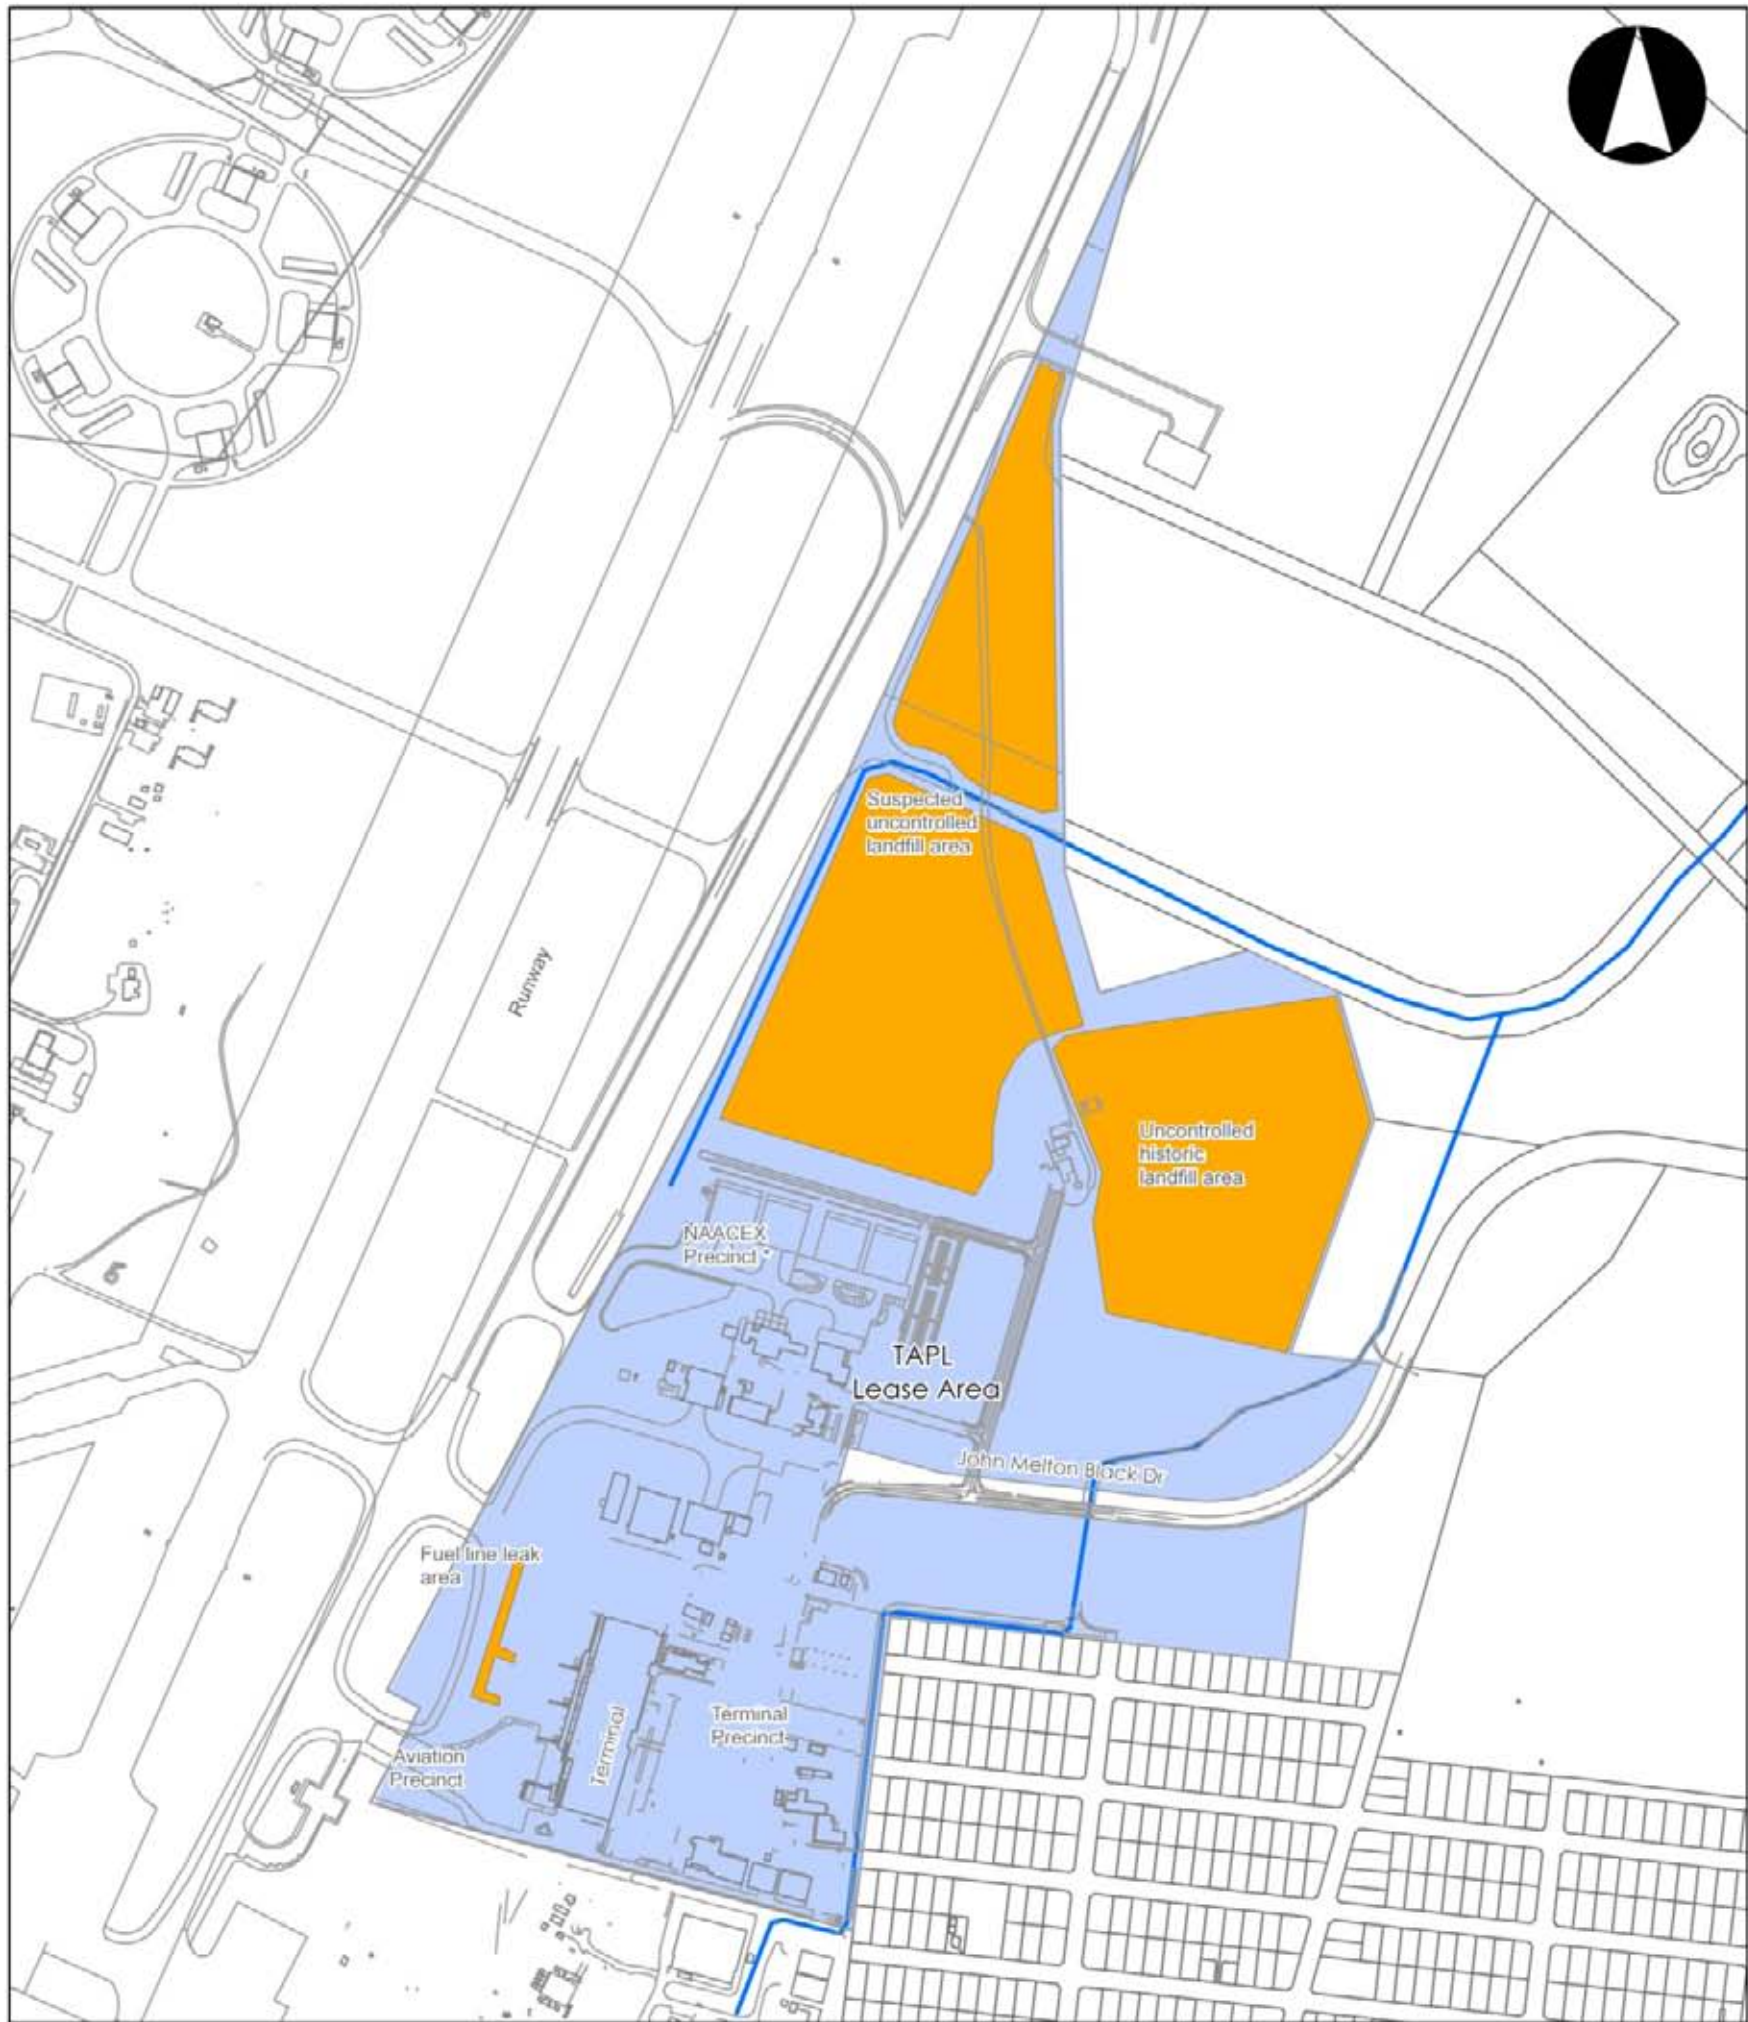 Suspected
uncontrolled
landfill area
Runway
Uncontrolled
historic
landfill area
NAACEX
Precinct
TAPL
Lease Area
John Melton Black Dr
Fuel line leak
area
Terminal
Precinct
Terminal
Aviation
Precinct